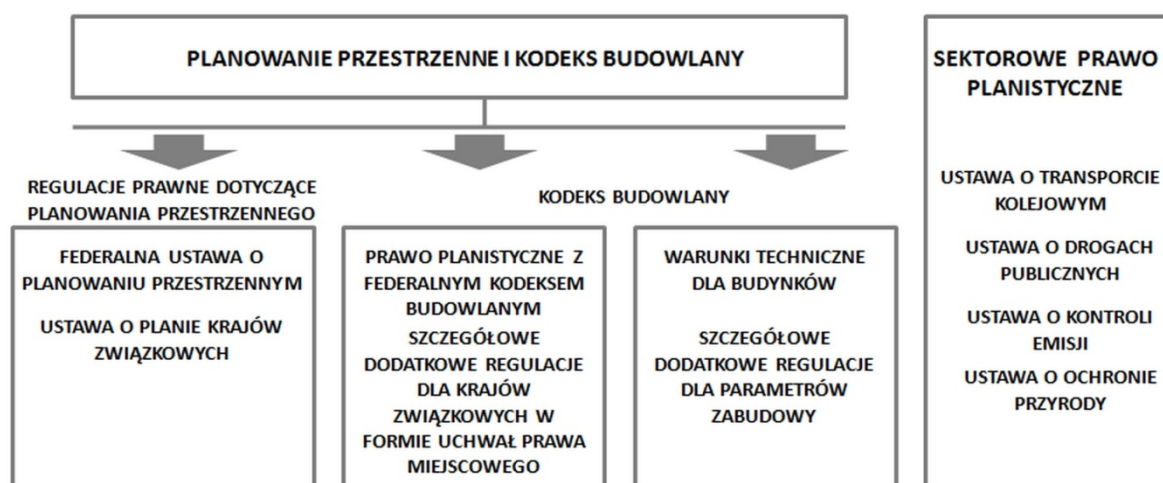 PLANOWANIE PRZESTRZENNE I KODEKS BUDOWLANY
REGULACJE PRAWNE DOTYCZĄCE
PLANOWANIA PRZESTRZENNEGO
FEDERALNA USTAWA O
PLANOWANIU PRZESTRZENNYM
USTAWA O PLANIE KRAJÓW
ZWIĄZKOWYCH
KODEKS BUDOWLANY
PRAWO PLANISTYCZNE Z
FEDERALNYM KODEKSEM
BUDOWLANYM
SZCZEGÓŁOWE
DODATKOWE REGULACJE
DLA KRAJÓW
ZWIĄZKOWYCH W
FORMIE UCHWAŁ PRAWA
MIEJSCOWEGO
WARUNKI TECHNICZNE
DLA BUDYNKÓW
SZCZEGÓŁOWE
DODATKOWE REGULACJE
DLA PARAMETRÓW
ZABUDOWY
SEKTOROWE PRAWO
PLANISTYCZNE
USTAWA O TRANSPORCIE
KOLEJOWYM
USTAWA O DROGACH
PUBLICZNYCH
USTAWA O KONTROLI
EMISJI
USTAWA O OCHRONIE
PRZYRODY